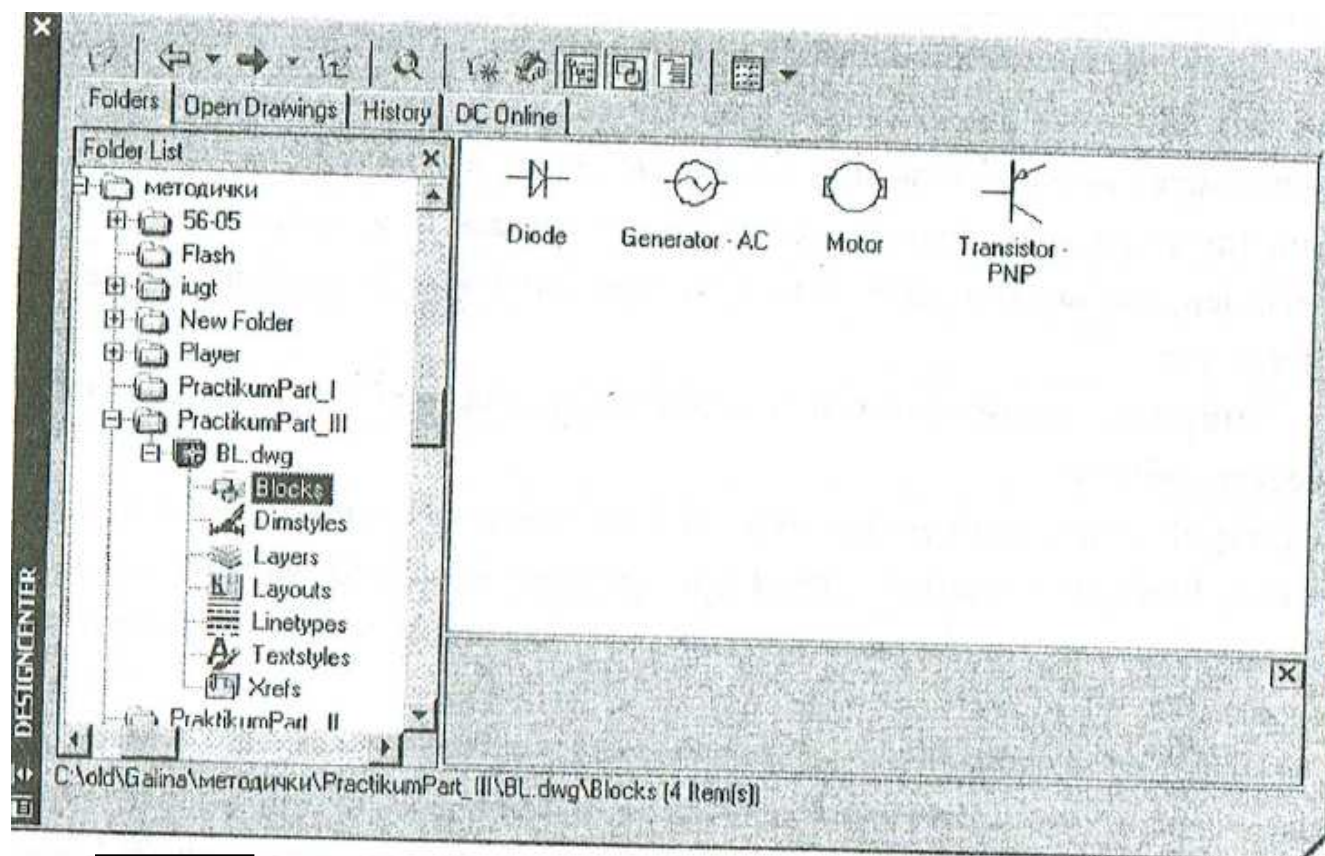 Folders Open Drawings History DC Online
Folder List
методички
56-05
Flash
iugt
New Folder
Player
PractikumPart_I
PractikumPart_III
BL.dwg
Blocks
Dimstyles
Layers
Layouts
Linetypes
Textstyles
Xrefs
PraktikumPart_II
Diode
Generator - AC
Motor
Transistor -
PNP
DESIGNCENTER
C:\old\Galina\методички\PractikumPart_III\BL.dwg\Blocks (4 Item(s))